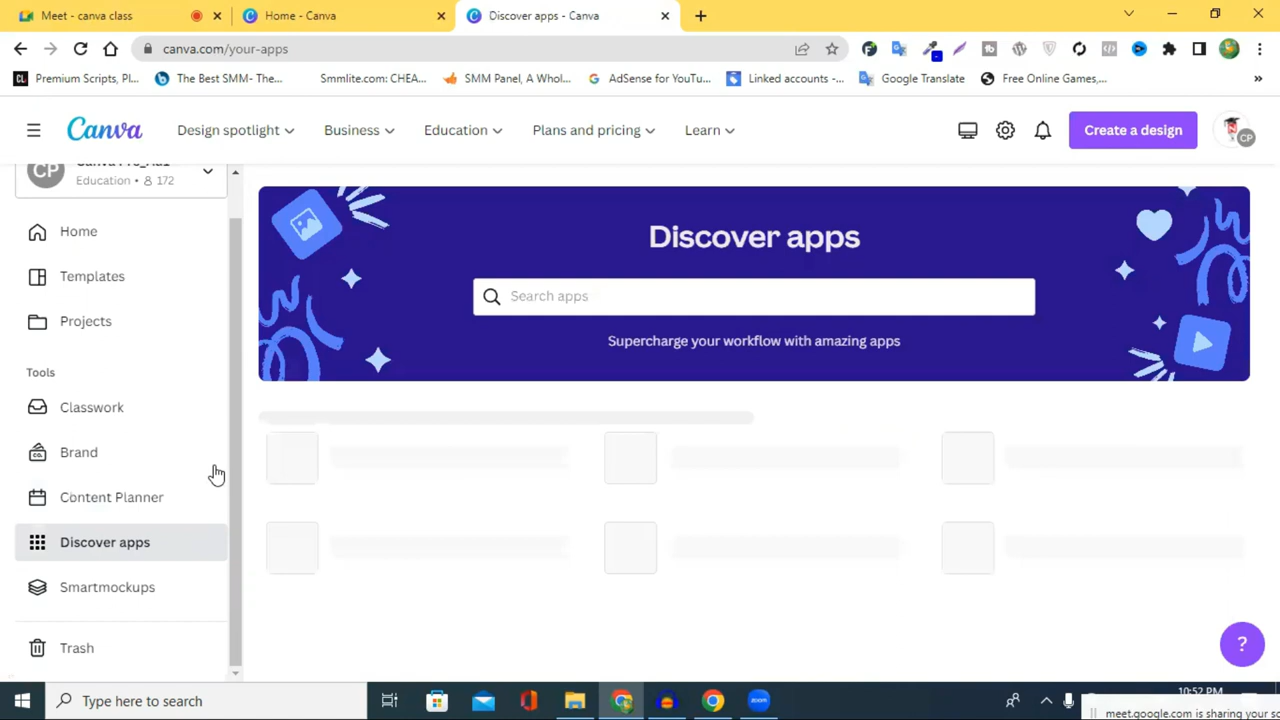 Meet - canva class
Home - Canva
Discover apps - Canva
canva.com/your-apps
CL Premium Scripts, Pl...
The Best SMM- The...
Smmlite.com: CHEA...
SMM Panel, A Whol...
AdSense for YouTu...
Linked accounts -...
Google Translate
Free Online Games,...
Canva
Design spotlight
Business
Education
Plans and pricing
Learn
Create a design
CP
CP
Education • 172
Home
Templates
Projects
Tools
Classwork
Brand
Content Planner
Discover apps
Smartmockups
Trash
Discover apps
Search apps
Supercharge your workflow with amazing apps
?
Type here to search
zoom
10:52 PM
meet.google.com is sharing your sc